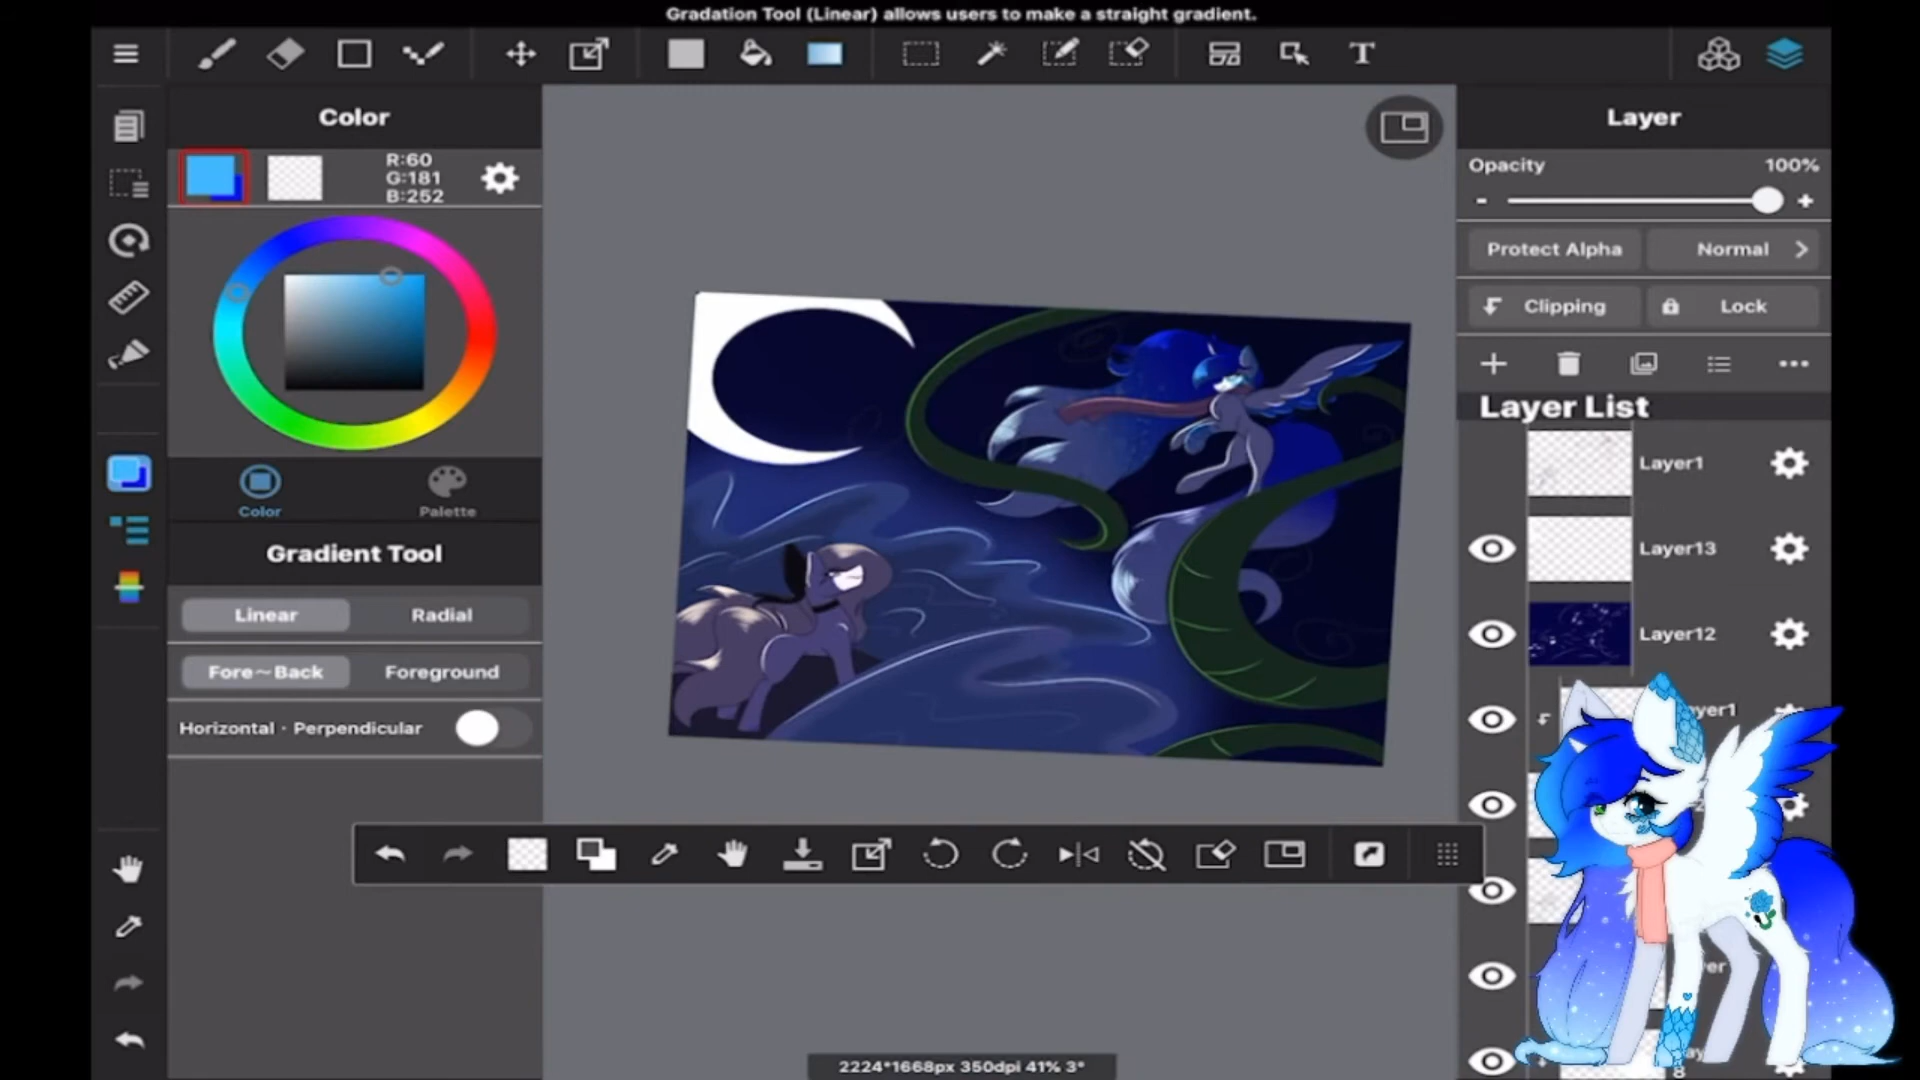 Gradation Tool (Linear) allows users to make a straight gradient.
T
Color
R:60
G:181
B:252
Color
Palette
Gradient Tool
Linear
Radial
Fore~Back
Foreground
Horizontal · Perpendicular
Layer
Opacity
100%
- +
Protect Alpha
Normal
Clipping
Lock
Layer List
Layer1
Layer13
Layer12
yer1
2224*1668px 350dpi 41% 3°
8